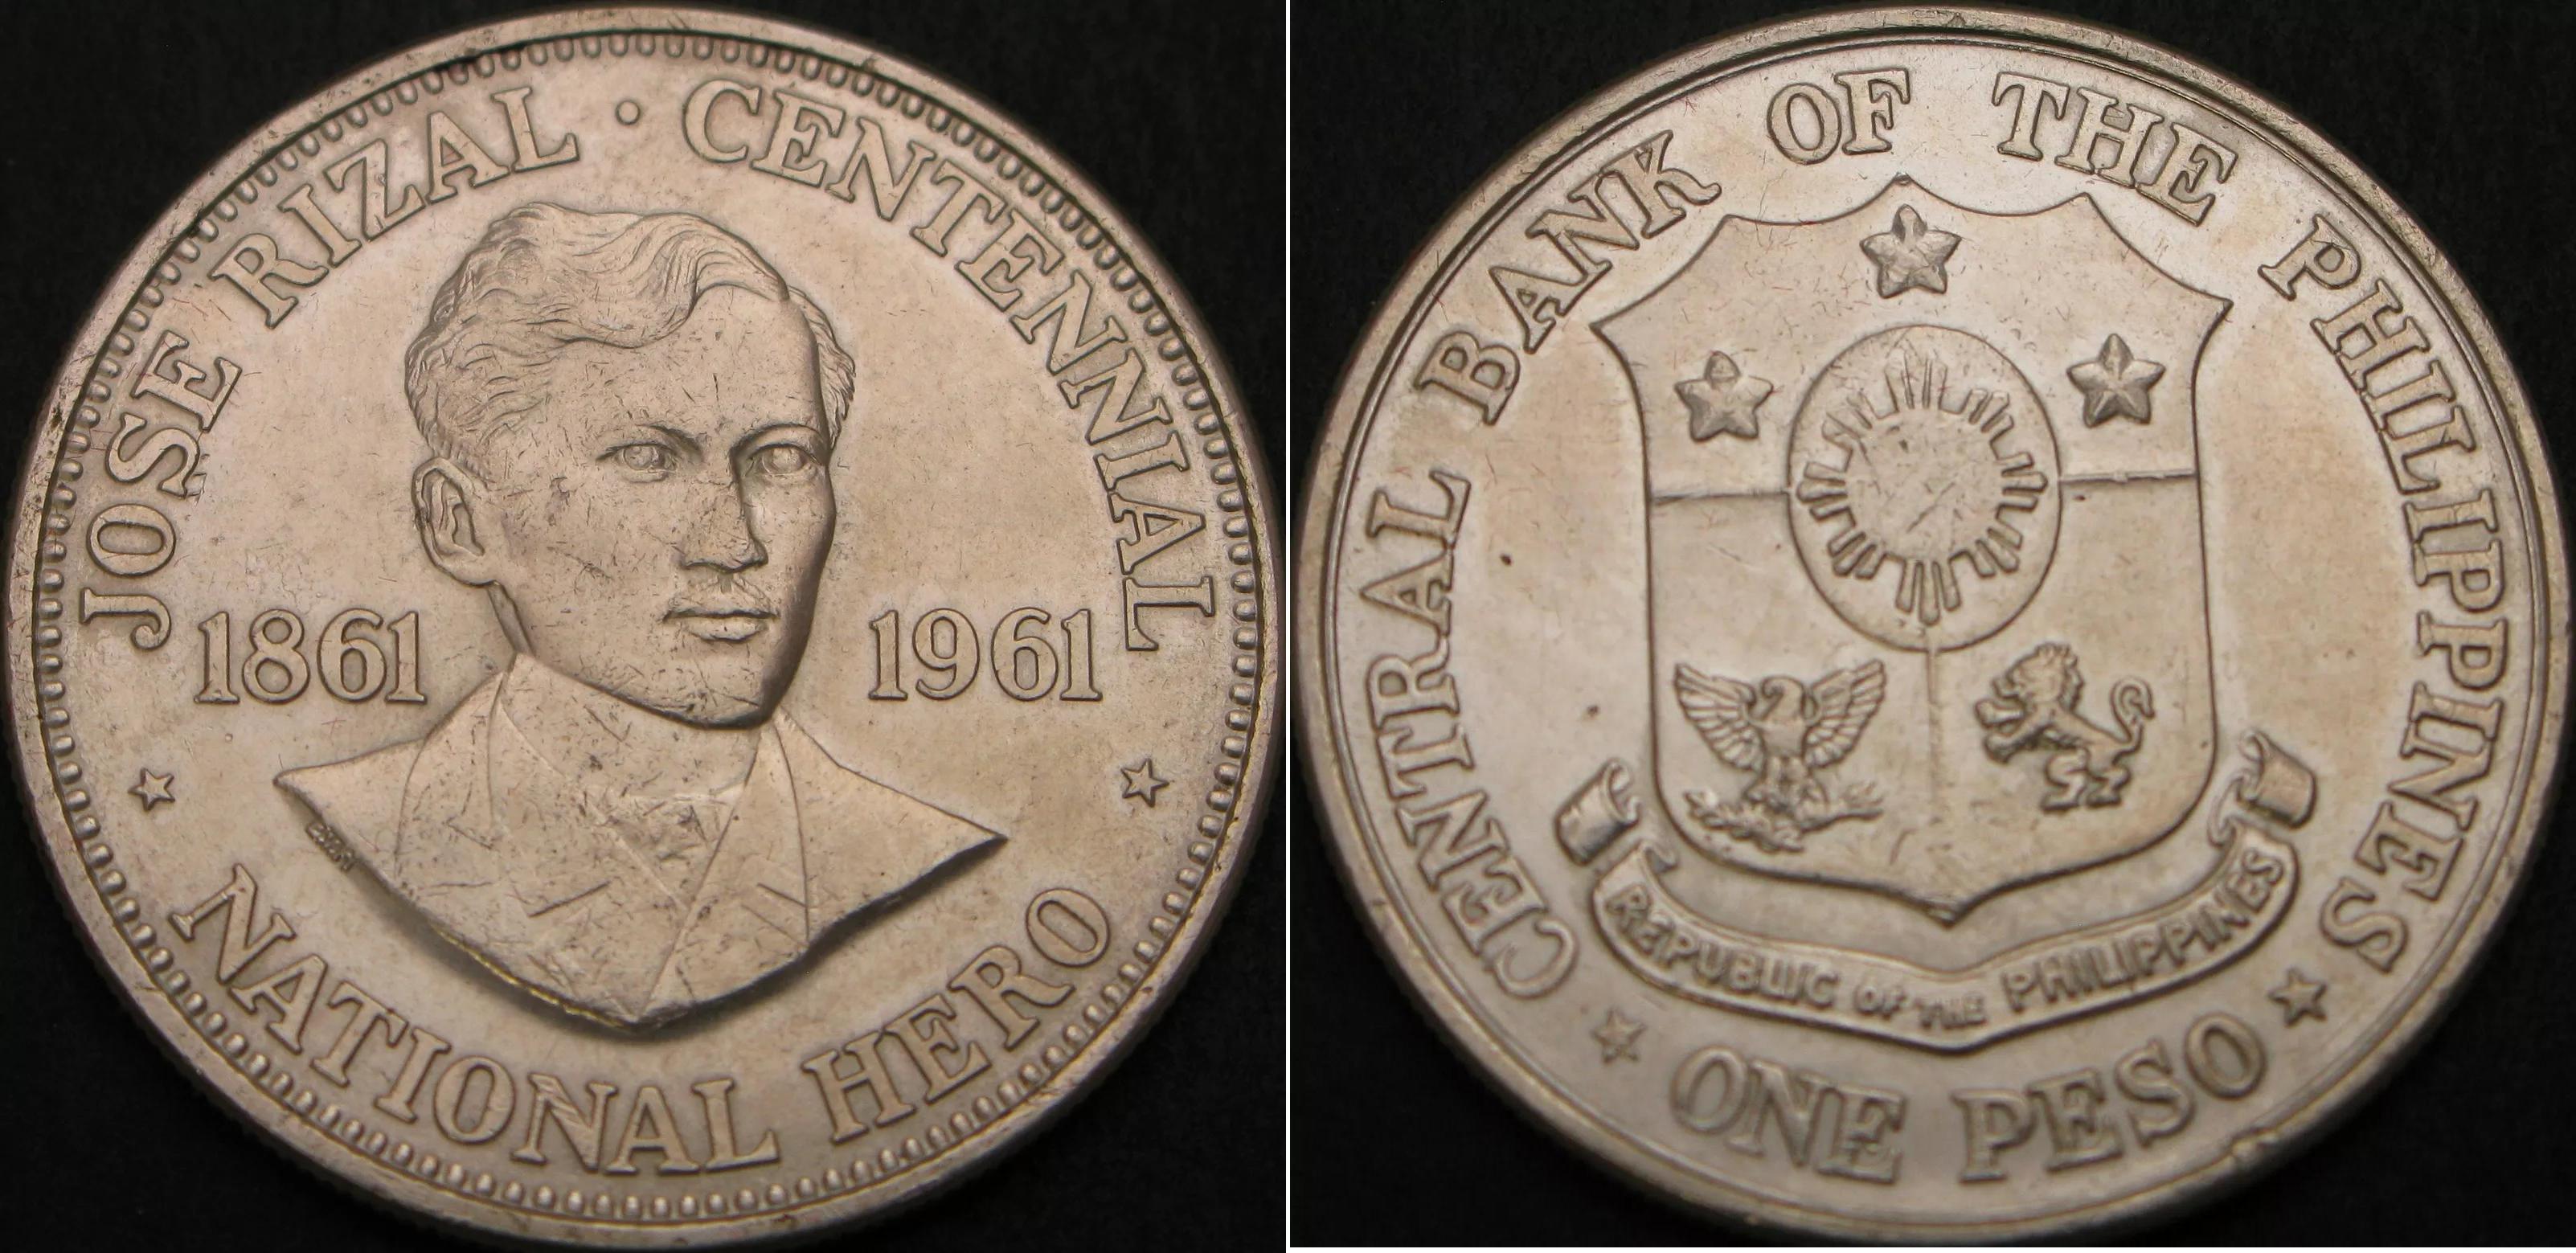 JOSE RIZAL · CENTENNIAL
1861 1961
NATIONAL HERO
CENTRAL BANK OF THE PHILIPPINES
REPUBLIC OF THE PHILIPPINES
ONE PESO